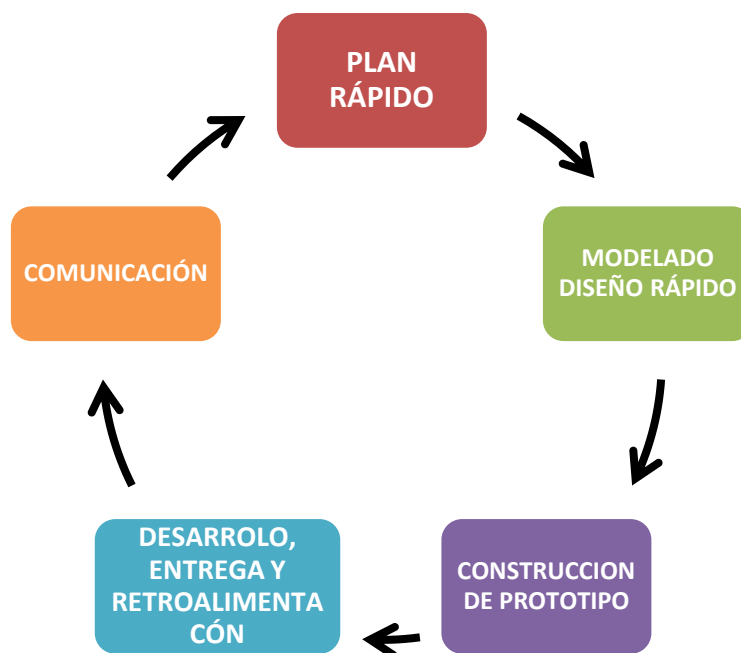 PLAN
RÁPIDO
MODELADO
DISEÑO RÁPIDO
CONSTRUCCION
DE PROTOTIPO
DESARROLO,
ENTREGA Y
RETROALIMENTA
CÓN
COMUNICACIÓN